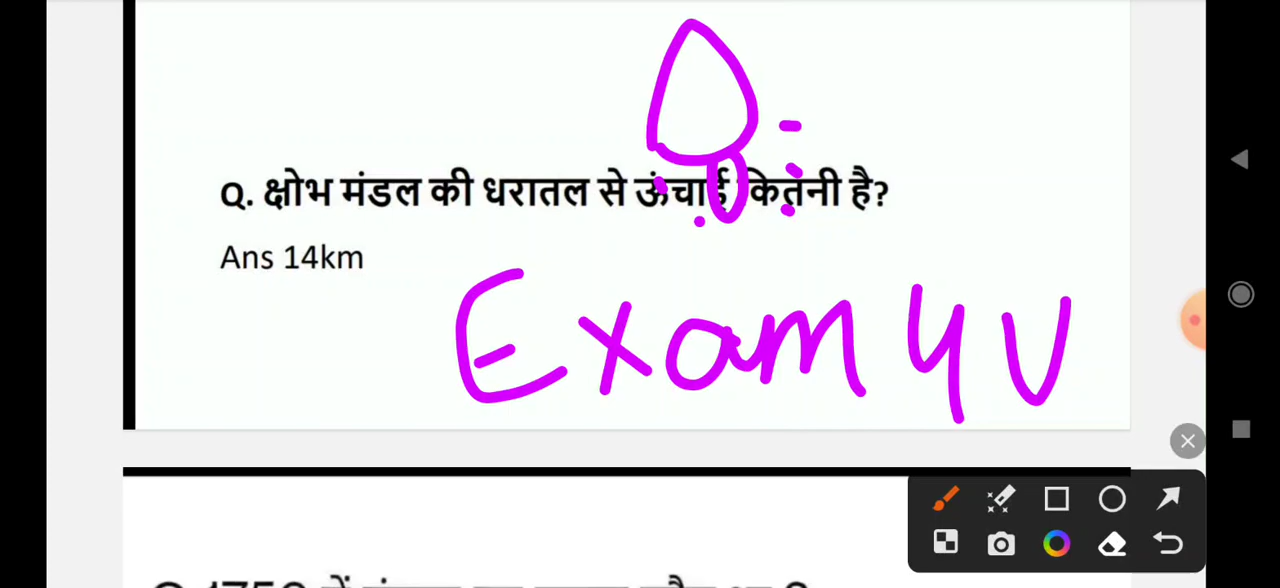 Q. क्षोभ मंडल की धरातल से ऊंचाई कितनी है?
Ans 14km
Exam4U